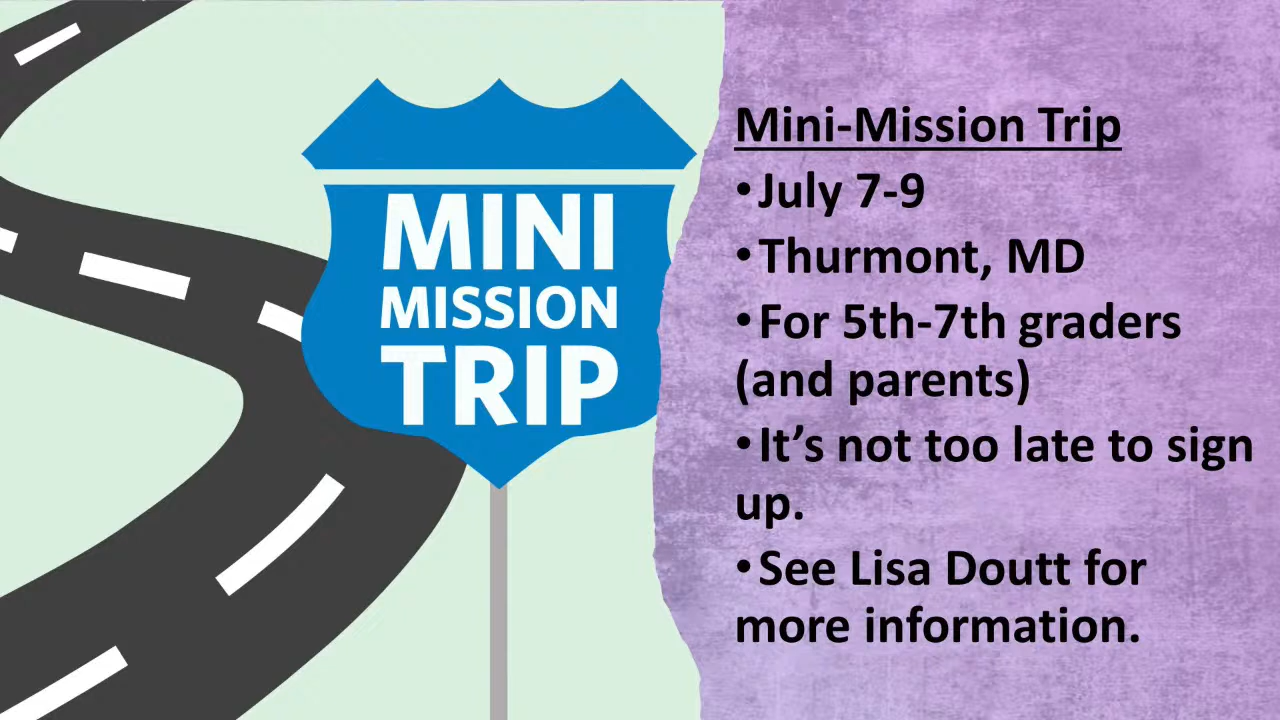 MINI
MISSION
TRIP
Mini-Mission Trip
•July 7-9
•Thurmont, MD
•For 5th-7th graders
(and parents)
•It’s not too late to sign
up.
•See Lisa Doutt for
more information.